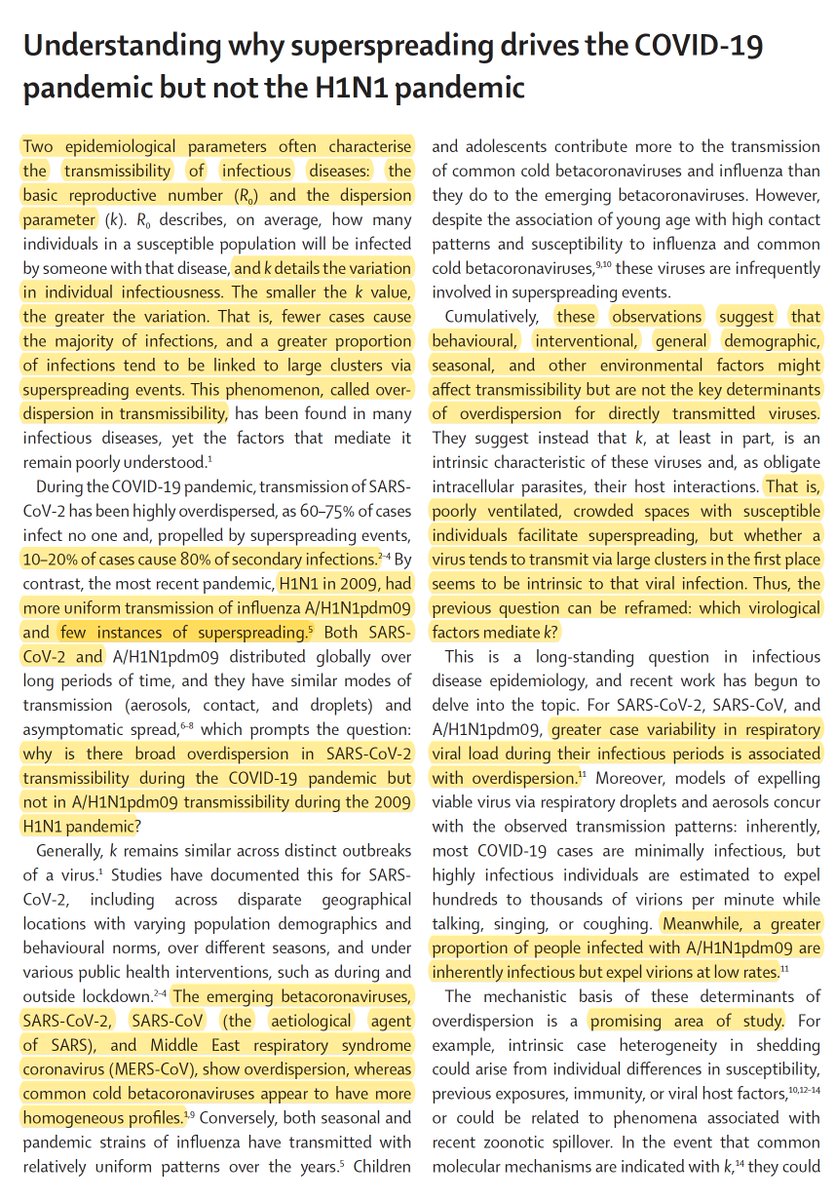 Understanding why superspreading drives the COVID-19
pandemic but not the H1N1 pandemic
Two epidemiological parameters often characterise
the transmissibility of infectious diseases: the
basic reproductive number (R₀) and the dispersion
parameter (k). R₀ describes, on average, how many
individuals in a susceptible population will be infected
by someone with that disease, and k details the variation
in individual infectiousness. The smaller the k value,
the greater the variation. That is, fewer cases cause
the majority of infections, and a greater proportion
of infections tend to be linked to large clusters via
superspreading events. This phenomenon, called over-
dispersion in transmissibility, has been found in many
infectious diseases, yet the factors that mediate it
remain poorly understood.¹
During the COVID-19 pandemic, transmission of SARS-
CoV-2 has been highly overdispersed, as 60–75% of cases
infect no one and, propelled by superspreading events,
10–20% of cases cause 80% of secondary infections.²⁻⁴ By
contrast, the most recent pandemic, H1N1 in 2009, had
more uniform transmission of influenza A/H1N1pdm09
and few instances of superspreading.⁵ Both SARS-
CoV-2 and A/H1N1pdm09 distributed globally over
long periods of time, and they have similar modes of
transmission (aerosols, contact, and droplets) and
asymptomatic spread,⁶⁻⁸ which prompts the question:
why is there broad overdispersion in SARS-CoV-2
transmissibility during the COVID-19 pandemic but
not in A/H1N1pdm09 transmissibility during the 2009
H1N1 pandemic?
Generally, k remains similar across distinct outbreaks
of a virus.¹ Studies have documented this for SARS-
CoV-2, including across disparate geographical
locations with varying population demographics and
behavioural norms, over different seasons, and under
various public health interventions, such as during and
outside lockdown.²⁻⁴ The emerging betacoronaviruses,
SARS-CoV-2, SARS-CoV (the aetiological agent
of SARS), and Middle East respiratory syndrome
coronavirus (MERS-CoV), show overdispersion, whereas
common cold betacoronaviruses appear to have more
homogeneous profiles.¹,⁹ Conversely, both seasonal and
pandemic strains of influenza have transmitted with
relatively uniform patterns over the years.⁵ Children
and adolescents contribute more to the transmission
of common cold betacoronaviruses and influenza than
they do to the emerging betacoronaviruses. However,
despite the association of young age with high contact
patterns and susceptibility to influenza and common
cold betacoronaviruses,⁹,¹⁰ these viruses are infrequently
involved in superspreading events.
Cumulatively, these observations suggest that
behavioural, interventional, general demographic,
seasonal, and other environmental factors might
affect transmissibility but are not the key determinants
of overdispersion for directly transmitted viruses.
They suggest instead that k, at least in part, is an
intrinsic characteristic of these viruses and, as obligate
intracellular parasites, their host interactions. That is,
poorly ventilated, crowded spaces with susceptible
individuals facilitate superspreading, but whether a
virus tends to transmit via large clusters in the first place
seems to be intrinsic to that viral infection. Thus, the
previous question can be reframed: which virological
factors mediate k?
This is a long-standing question in infectious
disease epidemiology, and recent work has begun to
delve into the topic. For SARS-CoV-2, SARS-CoV, and
A/H1N1pdm09, greater case variability in respiratory
viral load during their infectious periods is associated
with overdispersion.¹¹ Moreover, models of expelling
viable virus via respiratory droplets and aerosols concur
with the observed transmission patterns: inherently,
most COVID-19 cases are minimally infectious, but
highly infectious individuals are estimated to expel
hundreds to thousands of virions per minute while
talking, singing, or coughing. Meanwhile, a greater
proportion of people infected with A/H1N1pdm09 are
inherently infectious but expel virions at low rates.¹¹
The mechanistic basis of these determinants of
overdispersion is a promising area of study. For
example, intrinsic case heterogeneity in shedding
could arise from individual differences in susceptibility,
previous exposures, immunity, or viral host factors,¹⁰,¹²⁻¹⁴
or could be related to phenomena associated with
recent zoonotic spillover. In the event that common
molecular mechanisms are indicated with k,¹⁴ they could